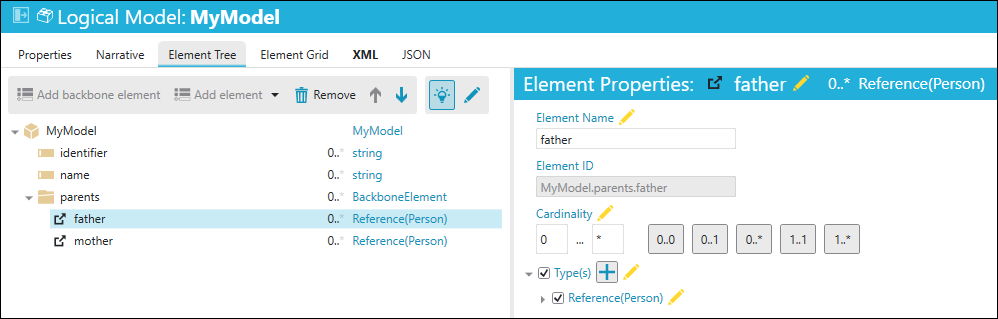 Logical Model: MyModel
Properties Narrative Element Tree Element Grid XML JSON
Add backbone element Add element Remove
MyModel MyModel
identifier 0..* string
name 0..* string
parents 0..* BackboneElement
father 0..* Reference(Person)
mother 0..* Reference(Person)
Element Properties: father 0..* Reference(Person)
Element Name
father
Element ID
MyModel.parents.father
Cardinality
0 ... * 0..0 0..1 0..* 1..1 1..*
Type(s)
Reference(Person)